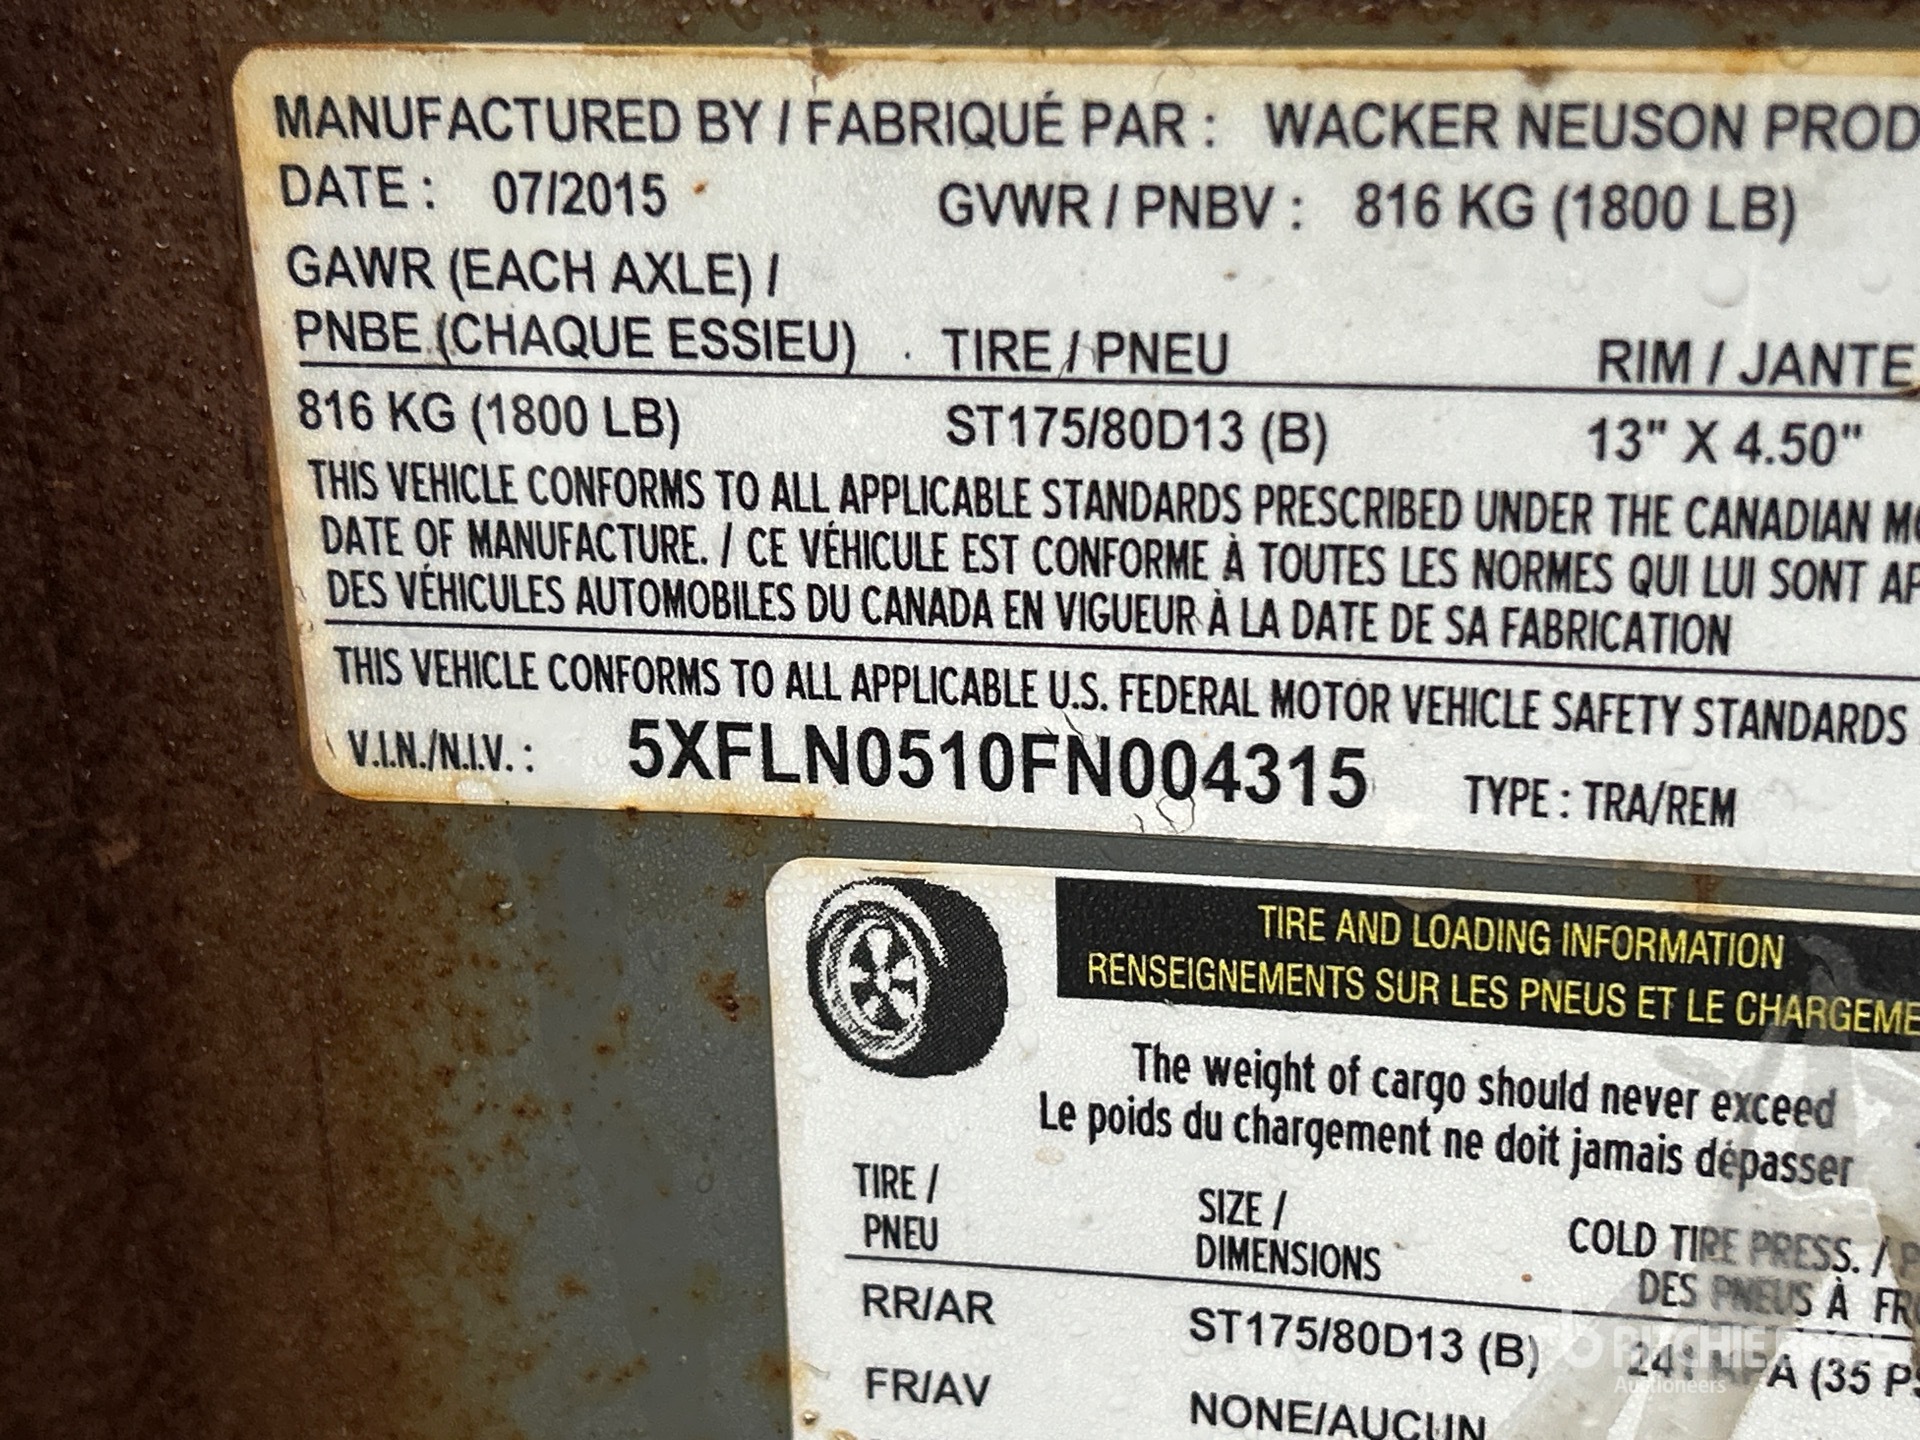 MANUFACTURED BY / FABRIQUÉ PAR : WACKER NEUSON PROD
DATE : 07/2015 GVWR / PNBV : 816 KG (1800 LB)
GAWR (EACH AXLE) /
PNBE (CHAQUE ESSIEU) TIRE / PNEU RIM / JANTE
816 KG (1800 LB) ST175/80D13 (B) 13" X 4.50"
THIS VEHICLE CONFORMS TO ALL APPLICABLE STANDARDS PRESCRIBED UNDER THE CANADIAN
DATE OF MANUFACTURE. / CE VÉHICULE EST CONFORME À TOUTES LES NORMES QUI LUI SONT
DES VÉHICULES AUTOMOBILES DU CANADA EN VIGUEUR À LA DATE DE SA FABRICATION
THIS VEHICLE CONFORMS TO ALL APPLICABLE U.S. FEDERAL MOTOR VEHICLE SAFETY STANDARDS
V.I.N./N.I.V. : 5XFLN0510FN004315 TYPE : TRA/REM
TIRE AND LOADING INFORMATION
RENSEIGNEMENTS SUR LES PNEUS ET LE CHARGEME
The weight of cargo should never exceed
Le poids du chargement ne doit jamais dépasser
TIRE /
PNEU
SIZE /
DIMENSIONS
COLD TIRE PRESS. /
DES PNEUS À FR
RR/AR ST175/80D13 (B) (35
FR/AV NONE/AUCUN
RITCHIE BROS
Auctioneers